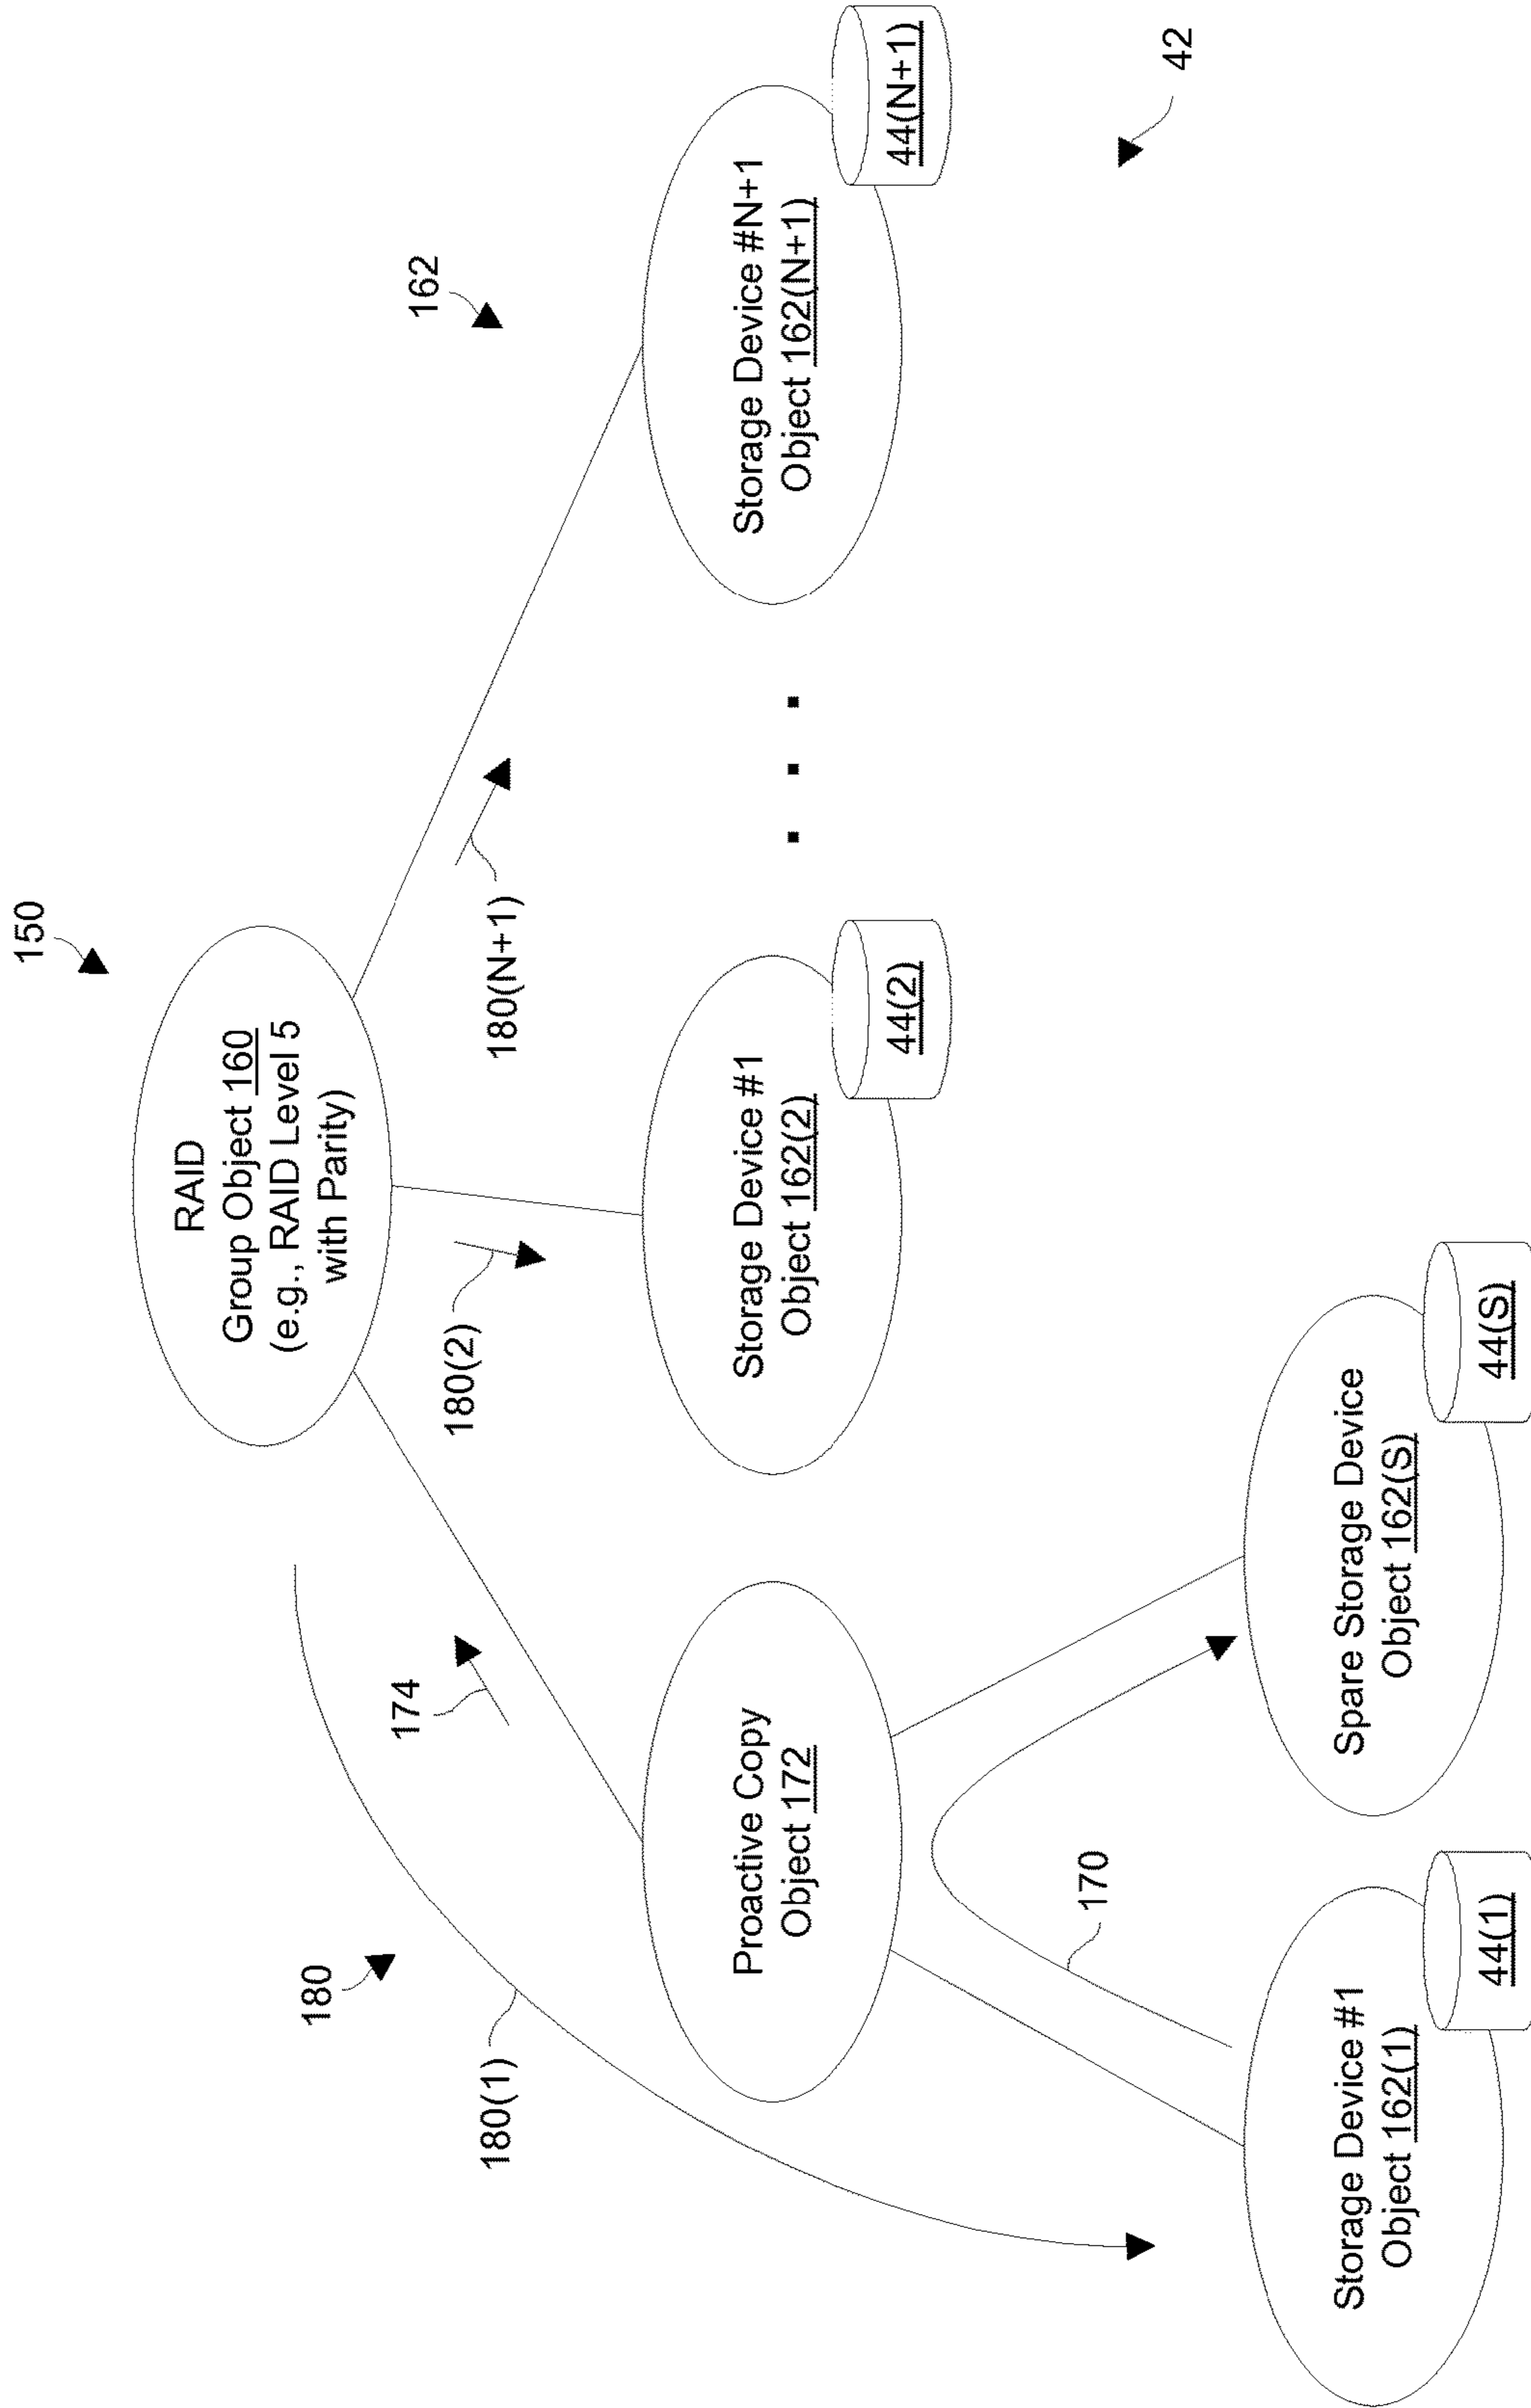 150
RAID
Group Object 160
(e.g., RAID Level 5
with Parity)
162
180
174
180(1)
180(2)
180(N+1)
Proactive Copy
Object 172
Storage Device #1
Object 162(2)
44(2)
. . .
Storage Device #N+1
Object 162(N+1)
44(N+1)
170
42
Storage Device #1
Object 162(1)
44(1)
Spare Storage Device
Object 162(S)
44(S)